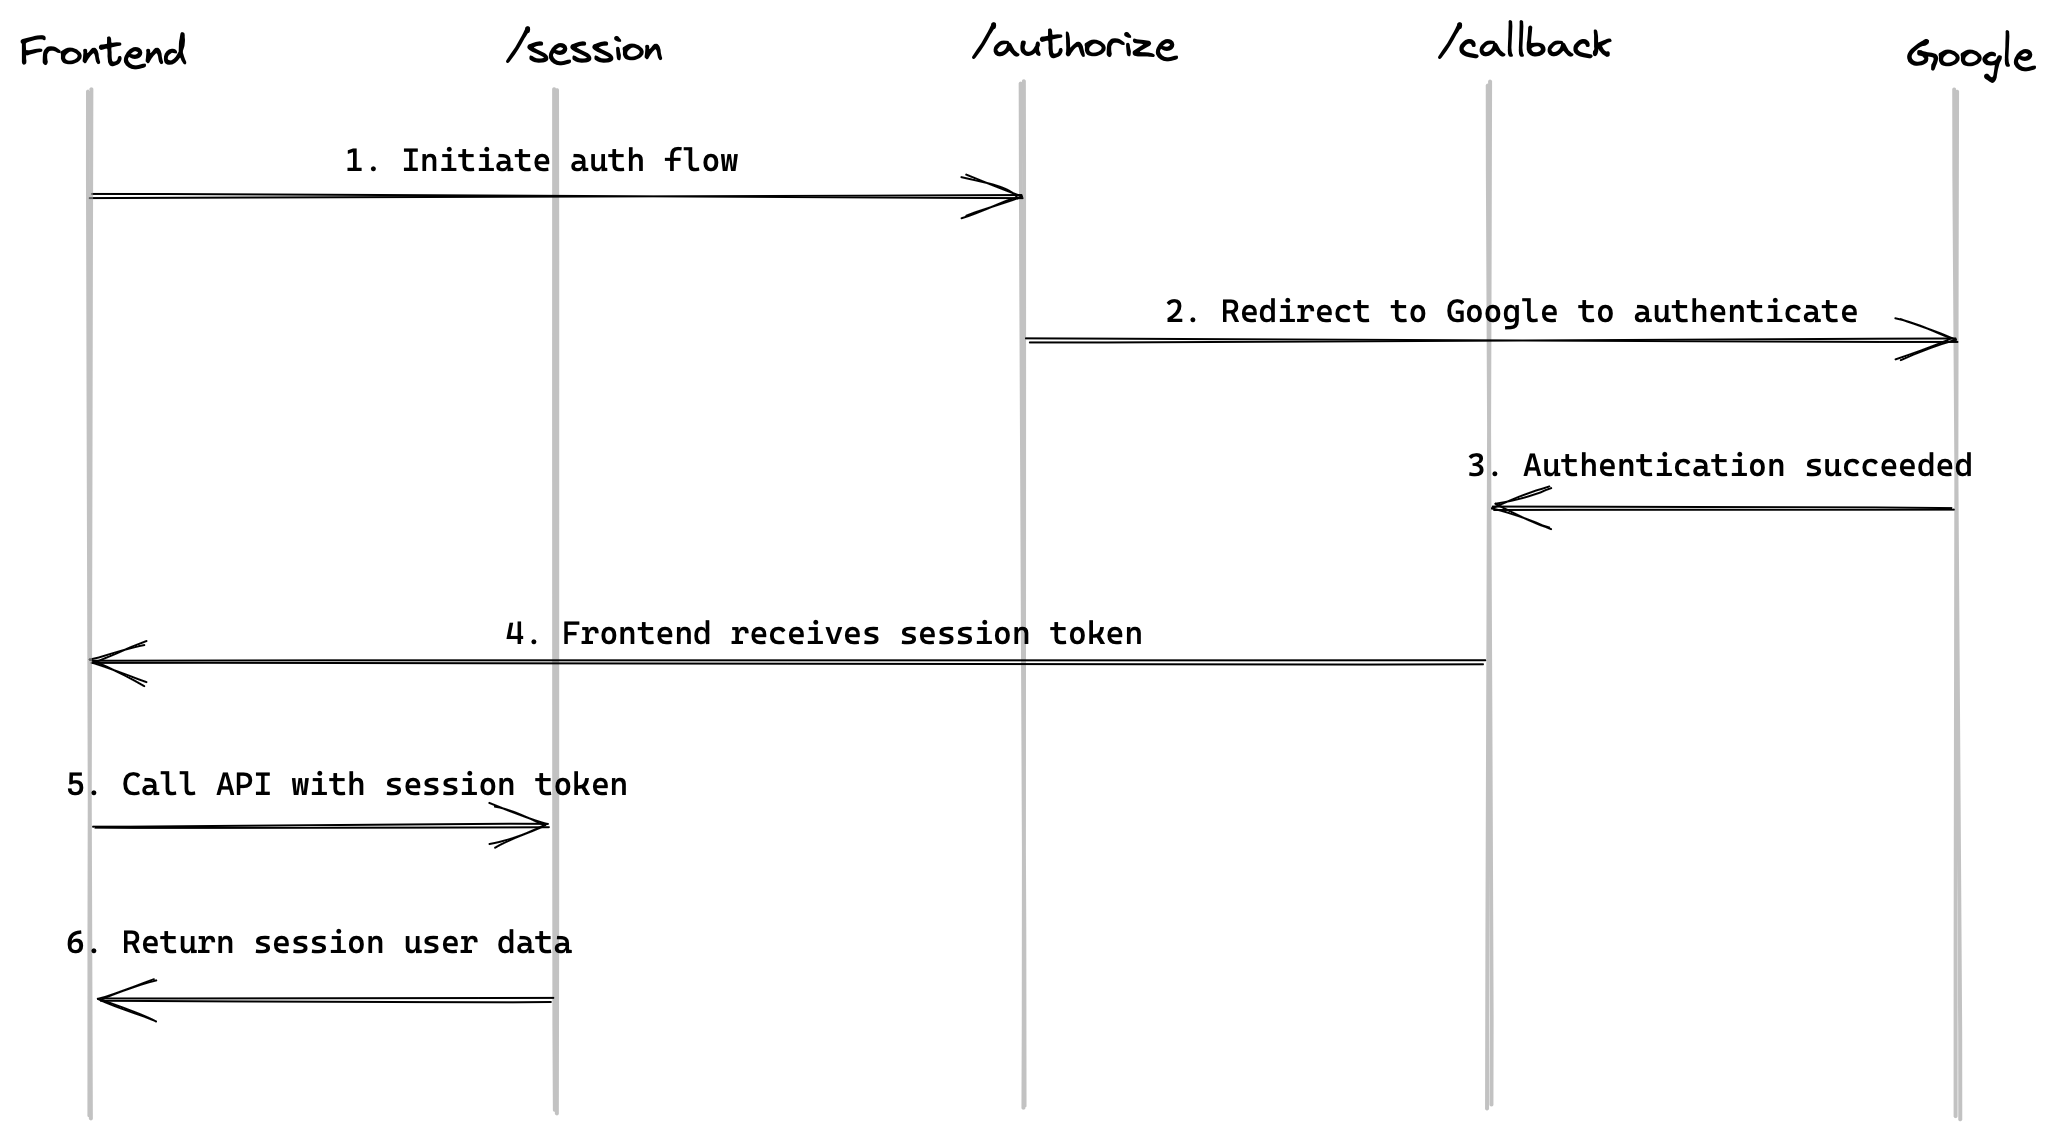 Frontend
/session
/authorize
/callback
Google
1. Initiate auth flow
2. Redirect to Google to authenticate
3. Authentication succeeded
4. Frontend receives session token
5. Call API with session token
6. Return session user data